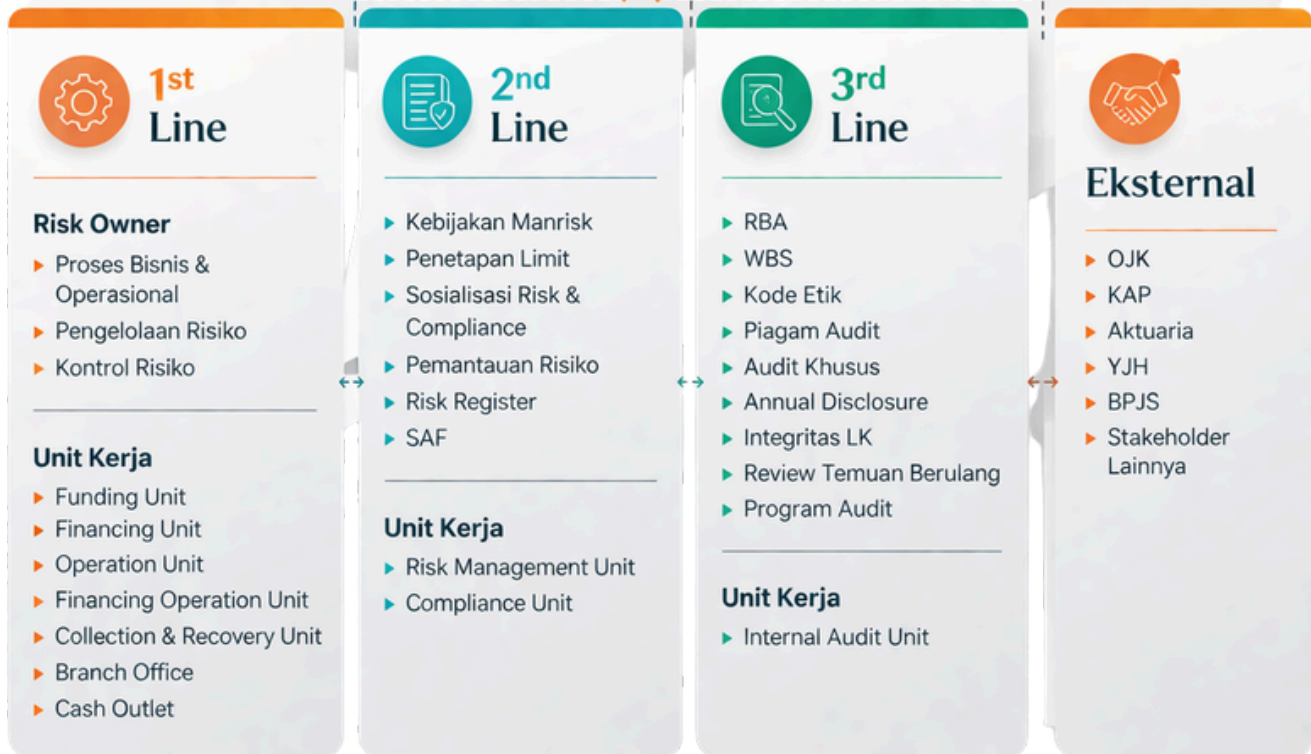 1st
Line
Risk Owner
Proses Bisnis &
Operasional
Pengelolaan Risiko
Kontrol Risiko
Unit Kerja
Funding Unit
Financing Unit
Operation Unit
Financing Operation Unit
Collection & Recovery Unit
Branch Office
Cash Outlet
2nd
Line
Kebijakan Manrisk
Penetapan Limit
Sosialisasi Risk &
Compliance
Pemantauan Risiko
Risk Register
SAF
Unit Kerja
Risk Management Unit
Compliance Unit
3rd
Line
RBA
WBS
Kode Etik
Piagam Audit
Audit Khusus
Annual Disclosure
Integritas LK
Review Temuan Berulang
Program Audit
Unit Kerja
Internal Audit Unit
Eksternal
OJK
KAP
Aktuaria
YJH
BPJS
Stakeholder
Lainnya